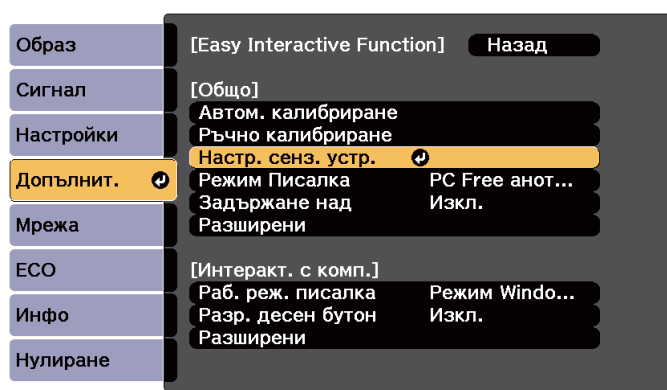 Образ
Сигнал
Настройки
Допълнит.
Мрежа
ECO
Инфо
Нулиране
[Easy Interactive Function] Назад
[Общо]
Автом. калибриране
Ръчно калибриране
Настр. сенз. устр.
Режим Писалка PC Free анот...
Задържане над Изкл.
Разширени
[Интеракт. с комп.]
Раб. реж. писалка Режим Windo...
Разр. десен бутон Изкл.
Разширени